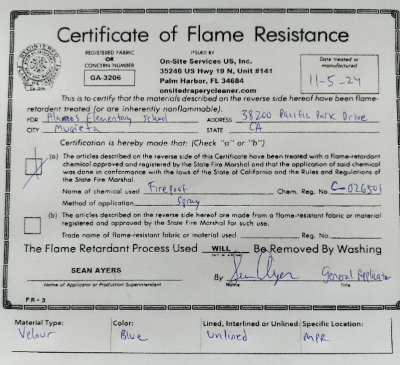 Certificate of Flame Resistance
REGISTERED FABRIC OR CONCERN NUMBER
GA-3206
ISSUED BY
On-Site Services US, Inc.
35246 US Hwy 19 N, Unit #141
Palm Harbor, FL 34684
onsitedraperycleaner.com
Date treated or manufactured
11-5-24
This is to certify that the materials described on the reverse side hereof have been flame-
retardant treated (or are inherently nonflammable).
FOR Alamos Elementary School ADDRESS 38200 Pacific Park Drive
CITY Murieta STATE CA
Certification is hereby made that: (Check "a" or "b")
(a) The articles described on the reverse side of this Certificate have been treated with a flame-retardant
chemical approved and registered by the State Fire Marshal and that the application of said chemical
was done in conformance with the laws of the State of California and the Rules and Regulations of
the State Fire Marshal.
Name of chemical used Fireproof Chem. Reg. No. C-026501
Method of application Spray
(b) The articles described on the reverse side hereof are made from a flame-resistant fabric or material
registered and approved by the State Fire Marshal for such use.
Trade name of flame-resistant fabric or material used Reg. No.
The Flame Retardant Process Used WILL Be Removed By Washing
SEAN AYERS By Sean Ayers General Applicator
Name of Applicator or Production Superintendent Name Title
FR-3
Material Type: Color: Lined, Interlined or Unlined: Specific Location:
Velour Blue Unlined MPR